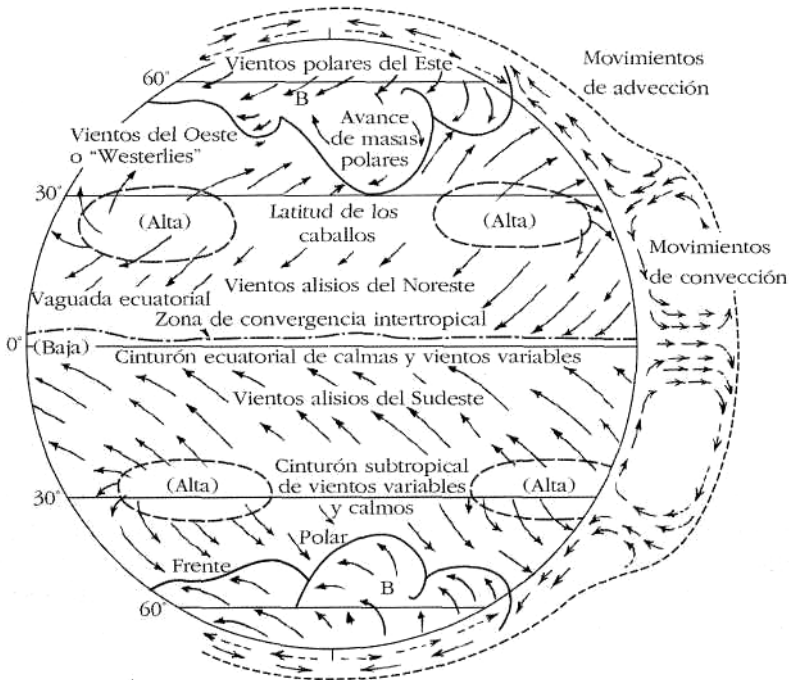 Vientos polares del Este
60°
B
Movimientos
de advección
Avance
de masas
polares
Vientos del Oeste
o "Westerlies"
30°
(Alta)
(Alta)
Latitud de los
caballos
Movimientos
de convección
Vientos alisios del Noreste
Vaguada ecuatorial
Zona de convergencia intertropical
0°
(Baja)
Cinturón ecuatorial de calmas y vientos variables
Vientos alisios del Sudeste
(Alta)
Cinturón subtropical
de vientos variables
y calmos
(Alta)
30°
Polar
Frente
B
60°